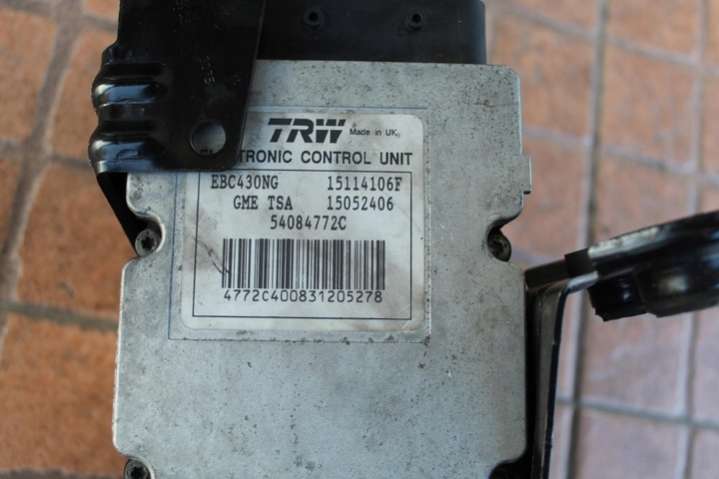 TRW Made in UK
TRONIC CONTROL UNIT
EBC430NG 15114106F
GME TSA 15052406
54084772C
4772C400831205278